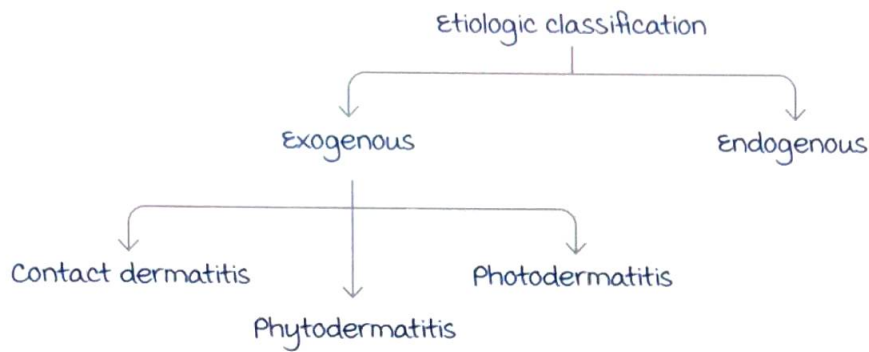 Etiologic classification
Exogenous
Endogenous
Contact dermatitis
Photodermatitis
Phytodermatitis